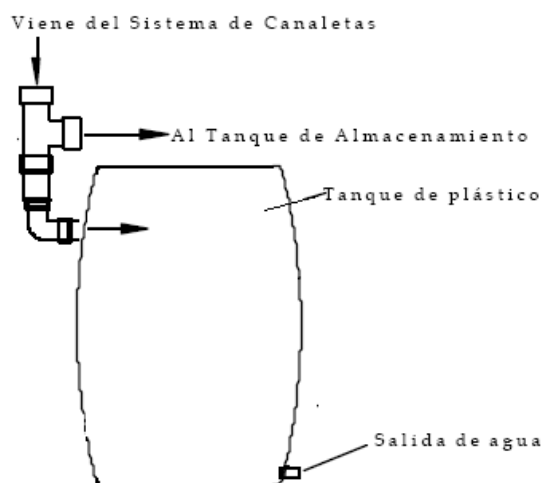 Viene del Sistema de Canaletas
Al Tanque de Almacenamiento
Tanque de plástico
Salida de agua